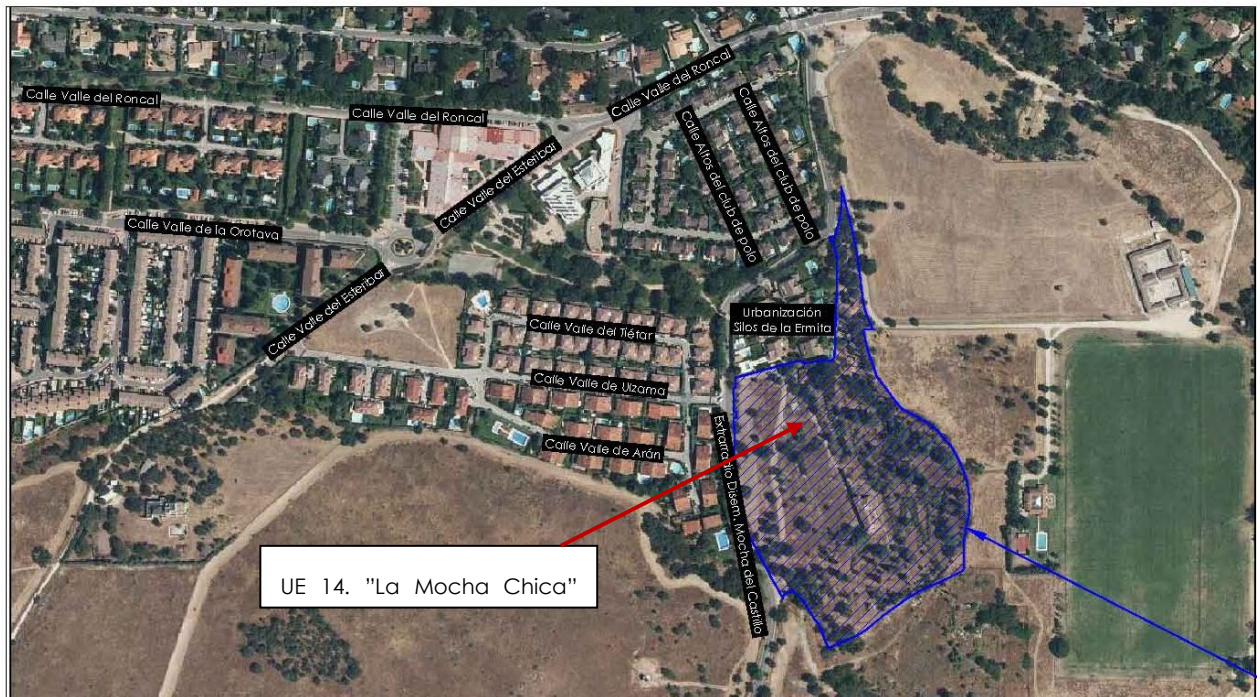 Calle Valle del Roncal
Calle Valle del Roncal
Calle Valle del Roncal
Calle Altos del club de polo
Calle Altos del club de polo
Calle Valle del Esteribar
Calle Valle de la Orotava
Calle Valle del Esteribar
Urbanización
Silos de la Ermita
Calle Valle del Tiétar
Calle Valle de Ulzama
Calle Valle de Arán
Extrarradio Disem. Mocha del Castillo
UE 14. ”La Mocha Chica”